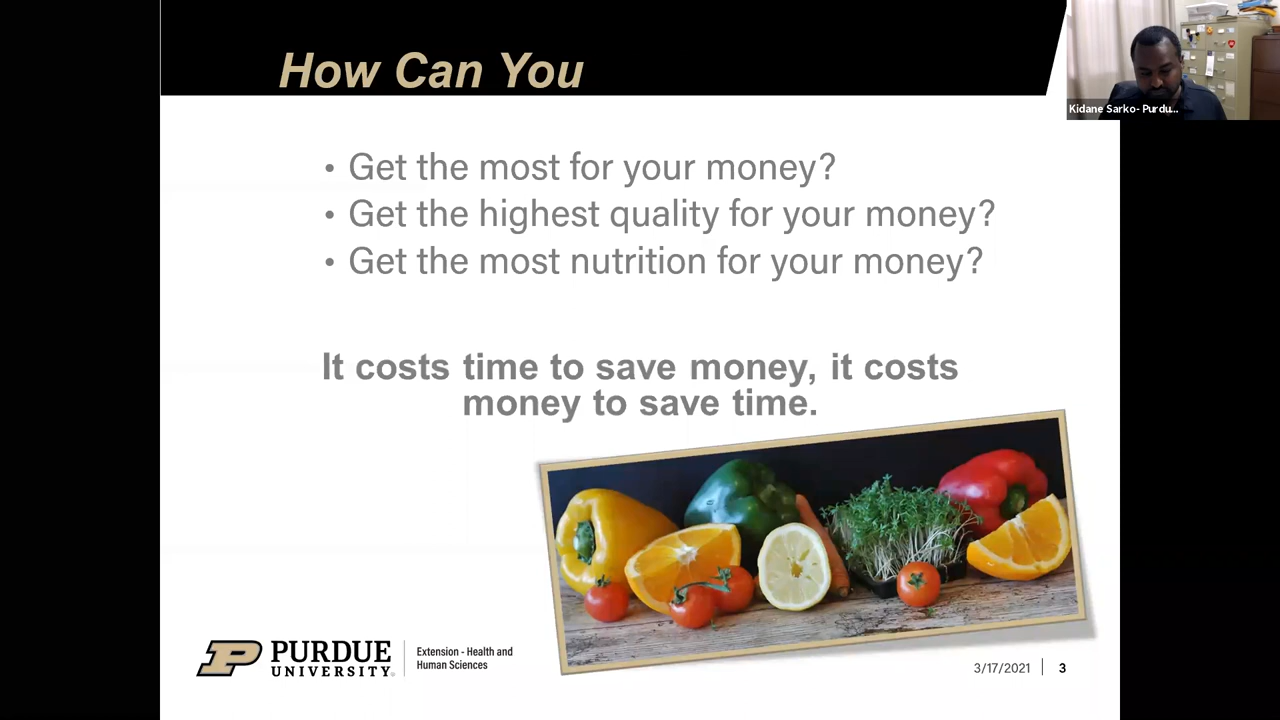 How Can You
Kidane Sarko- Purdu...
• Get the most for your money?
• Get the highest quality for your money?
• Get the most nutrition for your money?
It costs time to save money, it costs
money to save time.
PURDUE
UNIVERSITY®
Extension - Health and
Human Sciences
3/17/2021
3